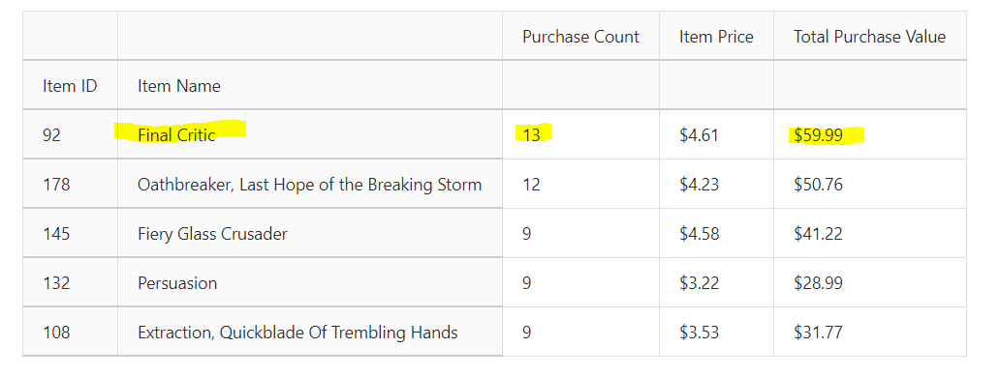 Purchase Count Item Price Total Purchase Value
Item ID Item Name
92 Final Critic 13 $4.61 $59.99
178 Oathbreaker, Last Hope of the Breaking Storm 12 $4.23 $50.76
145 Fiery Glass Crusader 9 $4.58 $41.22
132 Persuasion 9 $3.22 $28.99
108 Extraction, Quickblade Of Trembling Hands 9 $3.53 $31.77